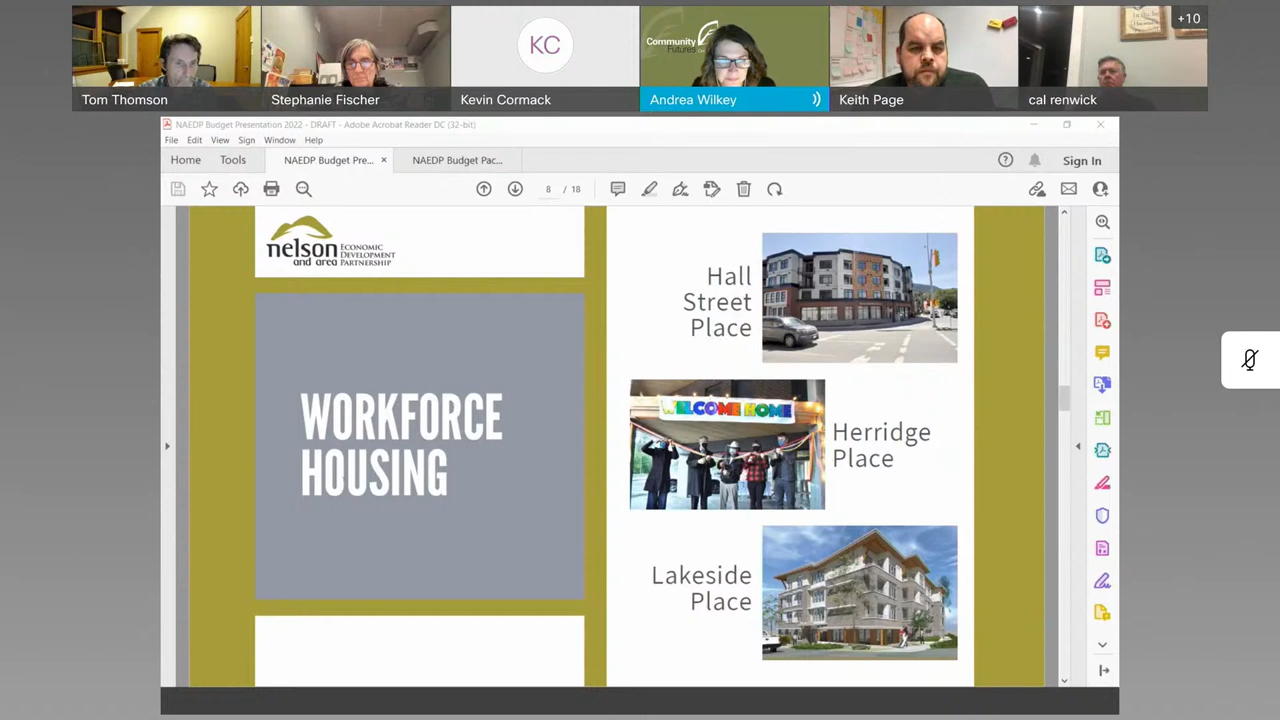 +10
KC
Community
Futures
Tom Thomson
Stephanie Fischer
Kevin Cormack
Andrea Wilkey
Keith Page
cal renwick
NAEDP Budget Presentation 2022 - DRAFT - Adobe Acrobat Reader DC (32-bit)
File Edit View Sign Window Help
Home Tools NAEDP Budget Pre... × NAEDP Budget Pac... Sign In
8 / 18
nelson
and area
ECONOMIC
DEVELOPMENT
PARTNERSHIP
WORKFORCE
HOUSING
Hall
Street
Place
WELCOME HOME
Herridge
Place
Lakeside
Place